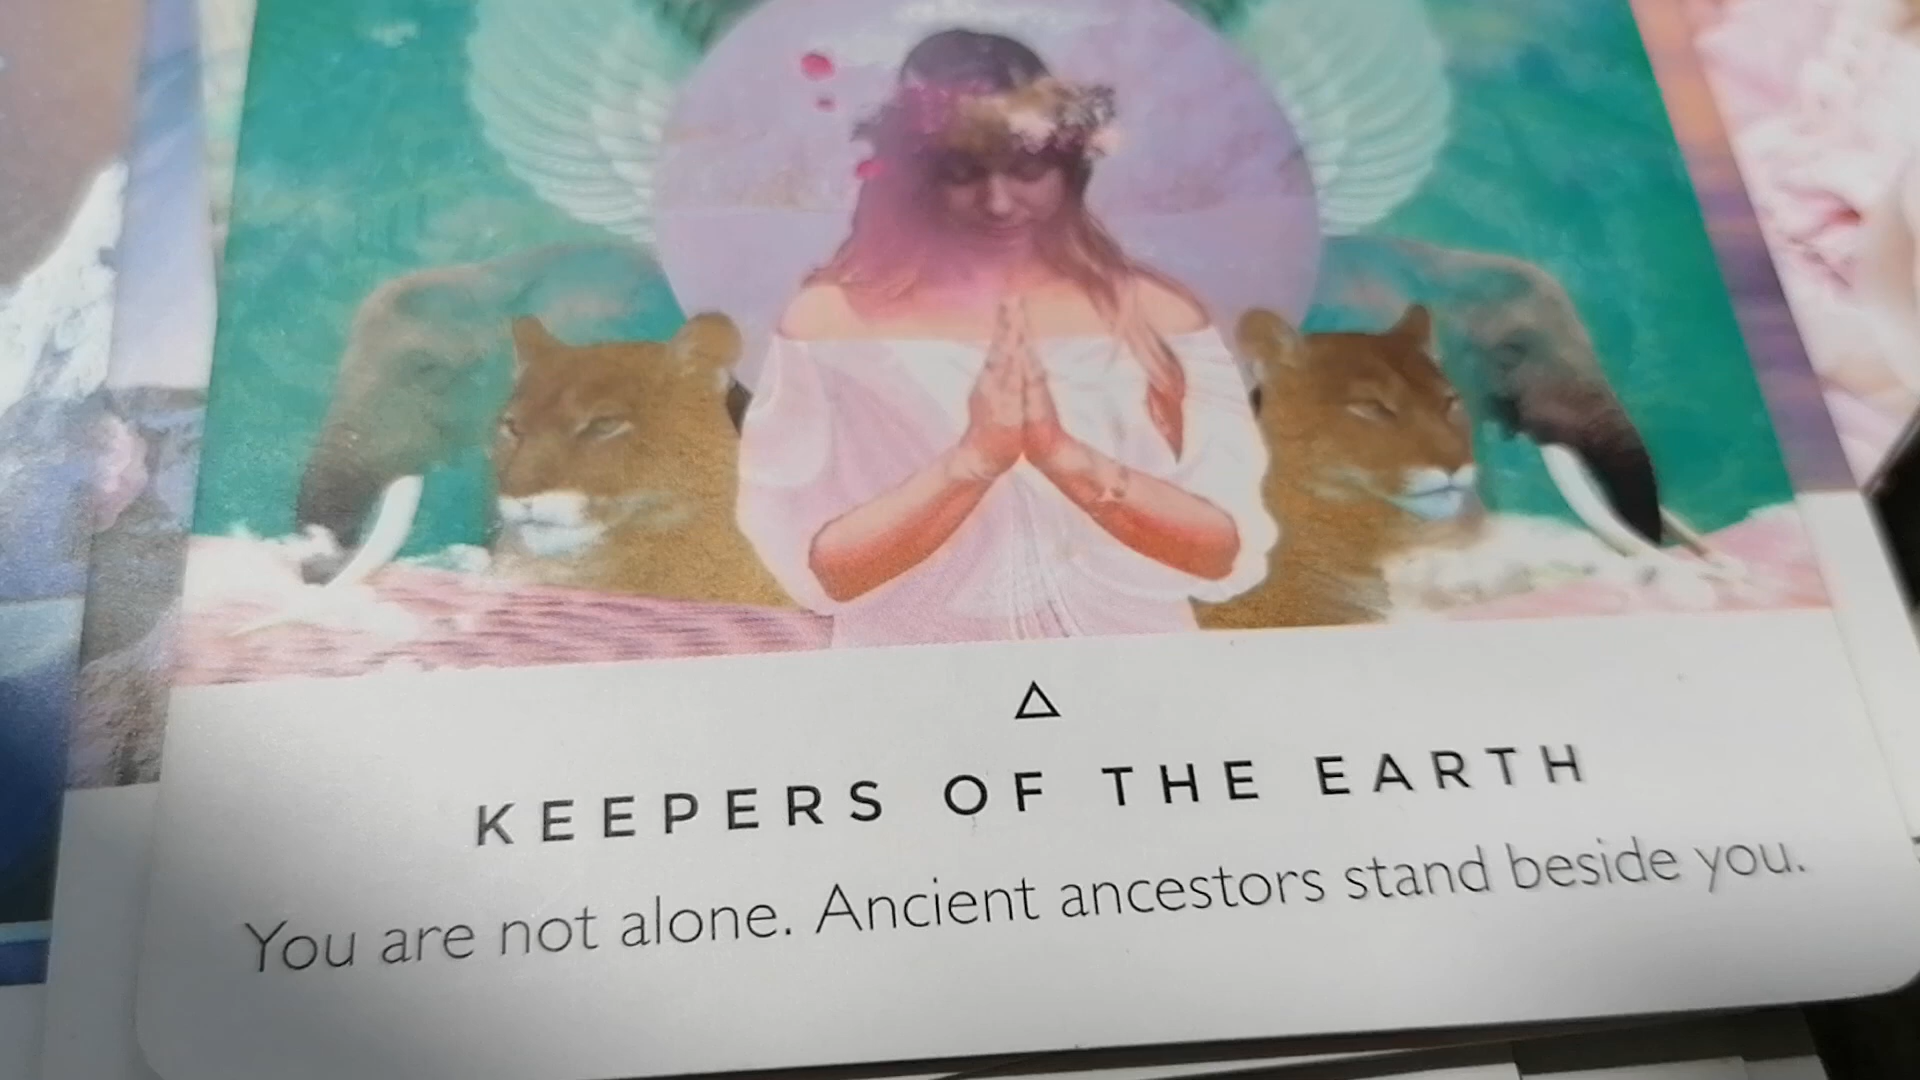 KEEPERS OF THE EARTH
You are not alone. Ancient ancestors stand beside you.